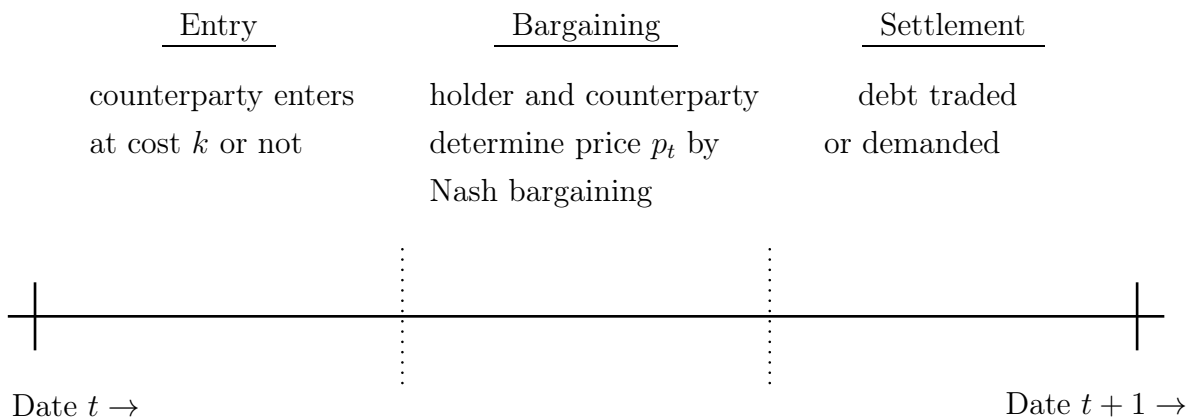 Entry
counterparty enters
at cost k or not
Bargaining
holder and counterparty
determine price pₜ by
Nash bargaining
Settlement
debt traded
or demanded
Date t →
Date t + 1 →